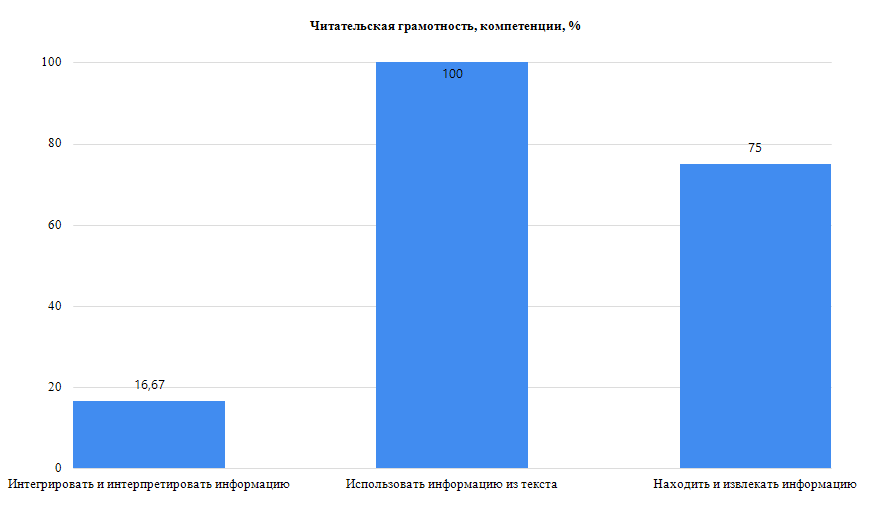 Читательская грамотность, компетенции, %
100
80
60
40
20
0
16,67
100
75
Интегрировать и интерпретировать информацию
Использовать информацию из текста
Находить и извлекать информацию